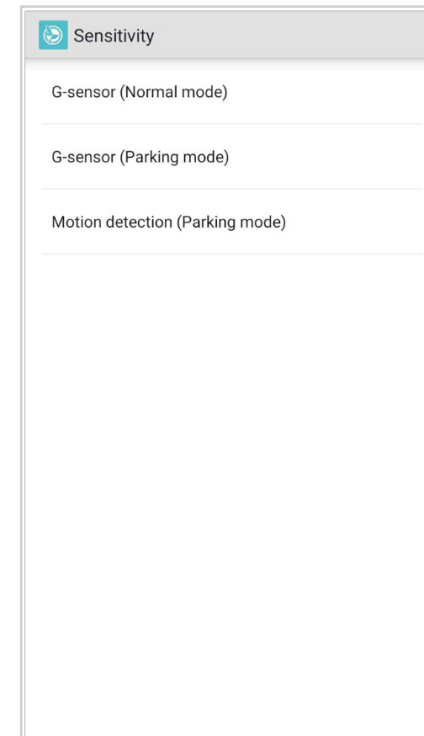 Sensitivity
G-sensor (Normal mode)
G-sensor (Parking mode)
Motion detection (Parking mode)